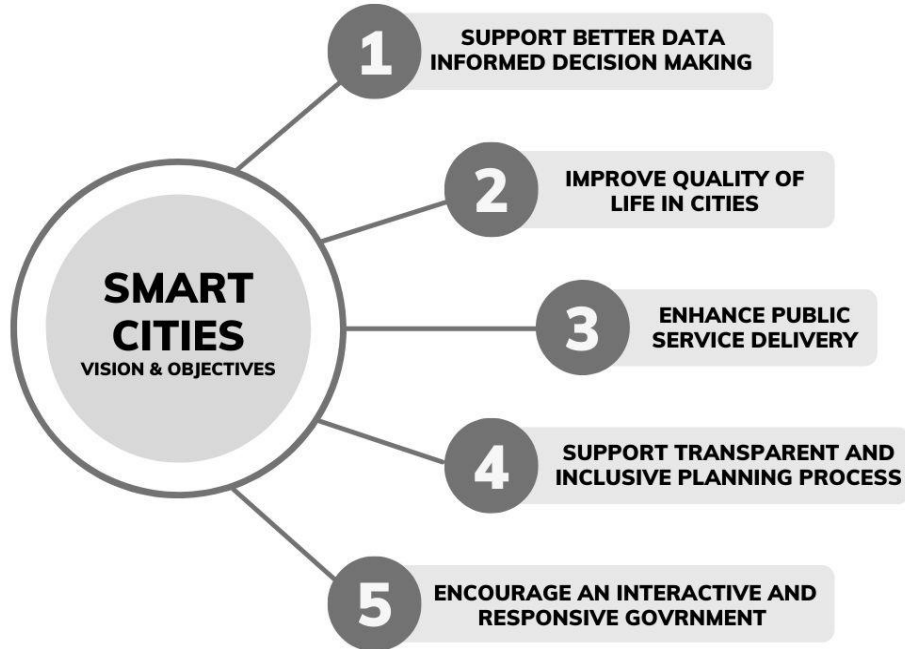 SMART
CITIES
VISION & OBJECTIVES
1
SUPPORT BETTER DATA
INFORMED DECISION MAKING
2
IMPROVE QUALITY OF
LIFE IN CITIES
3
ENHANCE PUBLIC
SERVICE DELIVERY
4
SUPPORT TRANSPARENT AND
INCLUSIVE PLANNING PROCESS
5
ENCOURAGE AN INTERACTIVE AND
RESPONSIVE GOVRNMENT